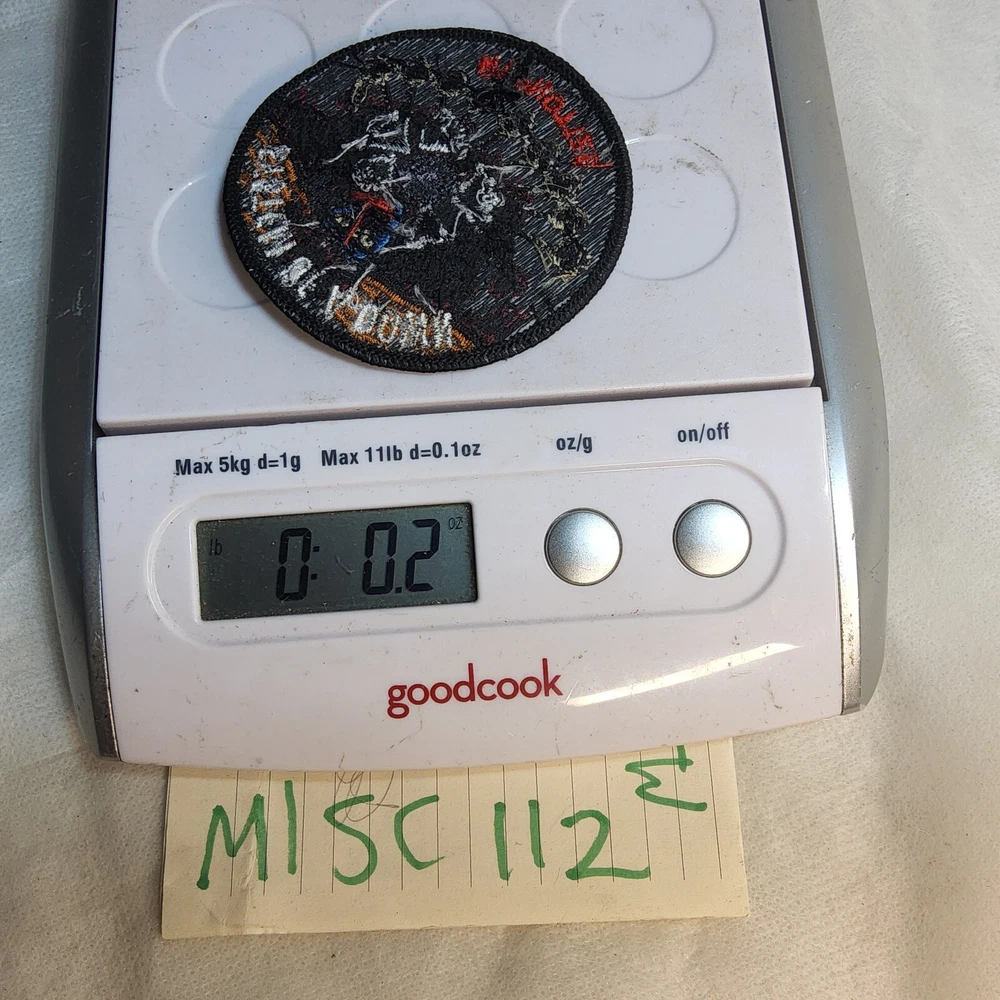 Max 5kg d=1g Max 11lb d=0.1oz oz/g on/off
lb 0: 0.2 oz
goodcook
MISC 112